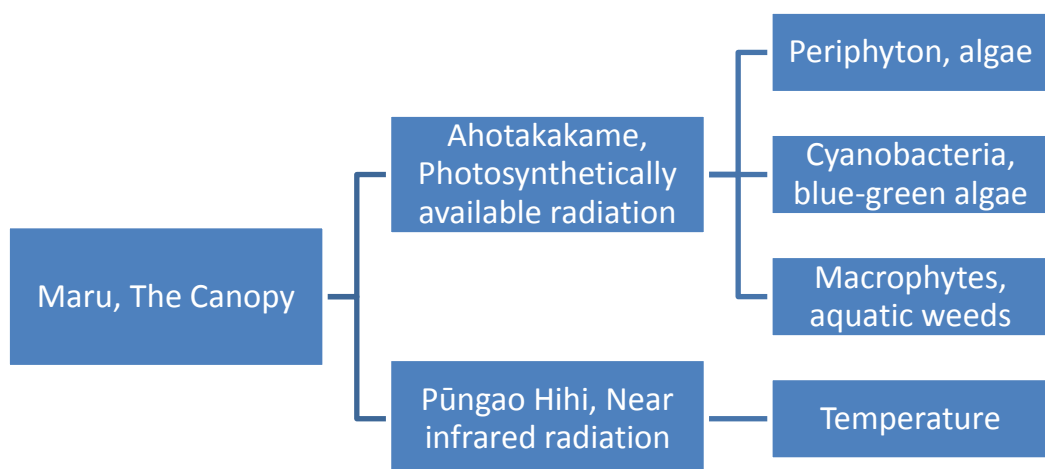 Maru, The Canopy
Ahotakakame,
Photosynthetically
available radiation
Pūngao Hihi, Near
infrared radiation
Periphyton, algae
Cyanobacteria,
blue-green algae
Macrophytes,
aquatic weeds
Temperature